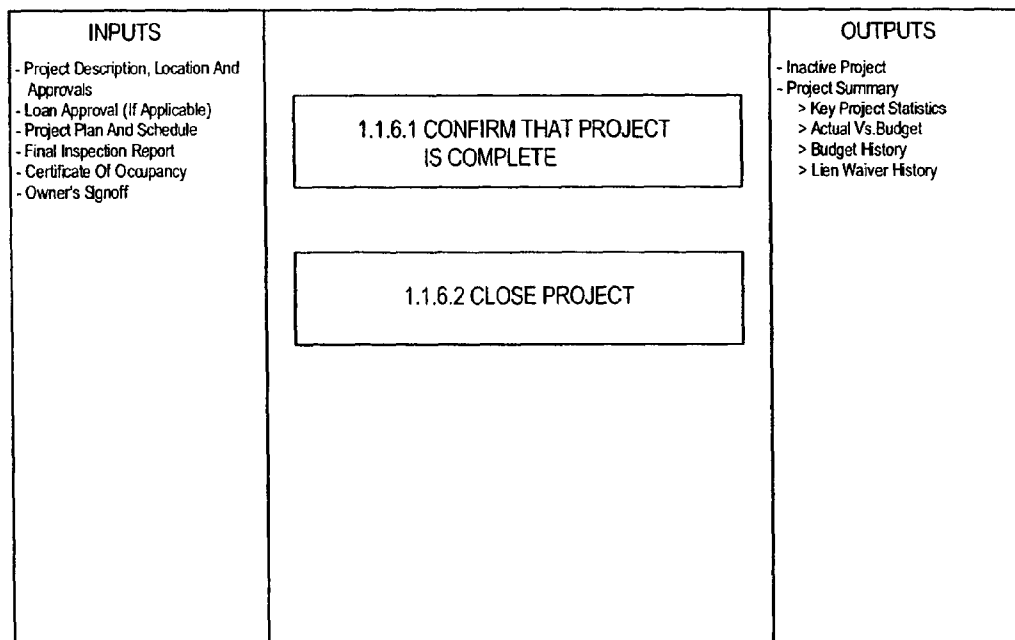 INPUTS
- Project Description, Location And
Approvals
- Loan Approval (If Applicable)
- Project Plan And Schedule
- Final Inspection Report
- Certificate Of Occupancy
- Owner's Signoff
1.1.6.1 CONFIRM THAT PROJECT
IS COMPLETE
1.1.6.2 CLOSE PROJECT
OUTPUTS
- Inactive Project
- Project Summary
> Key Project Statistics
> Actual Vs.Budget
> Budget History
> Lien Waiver History